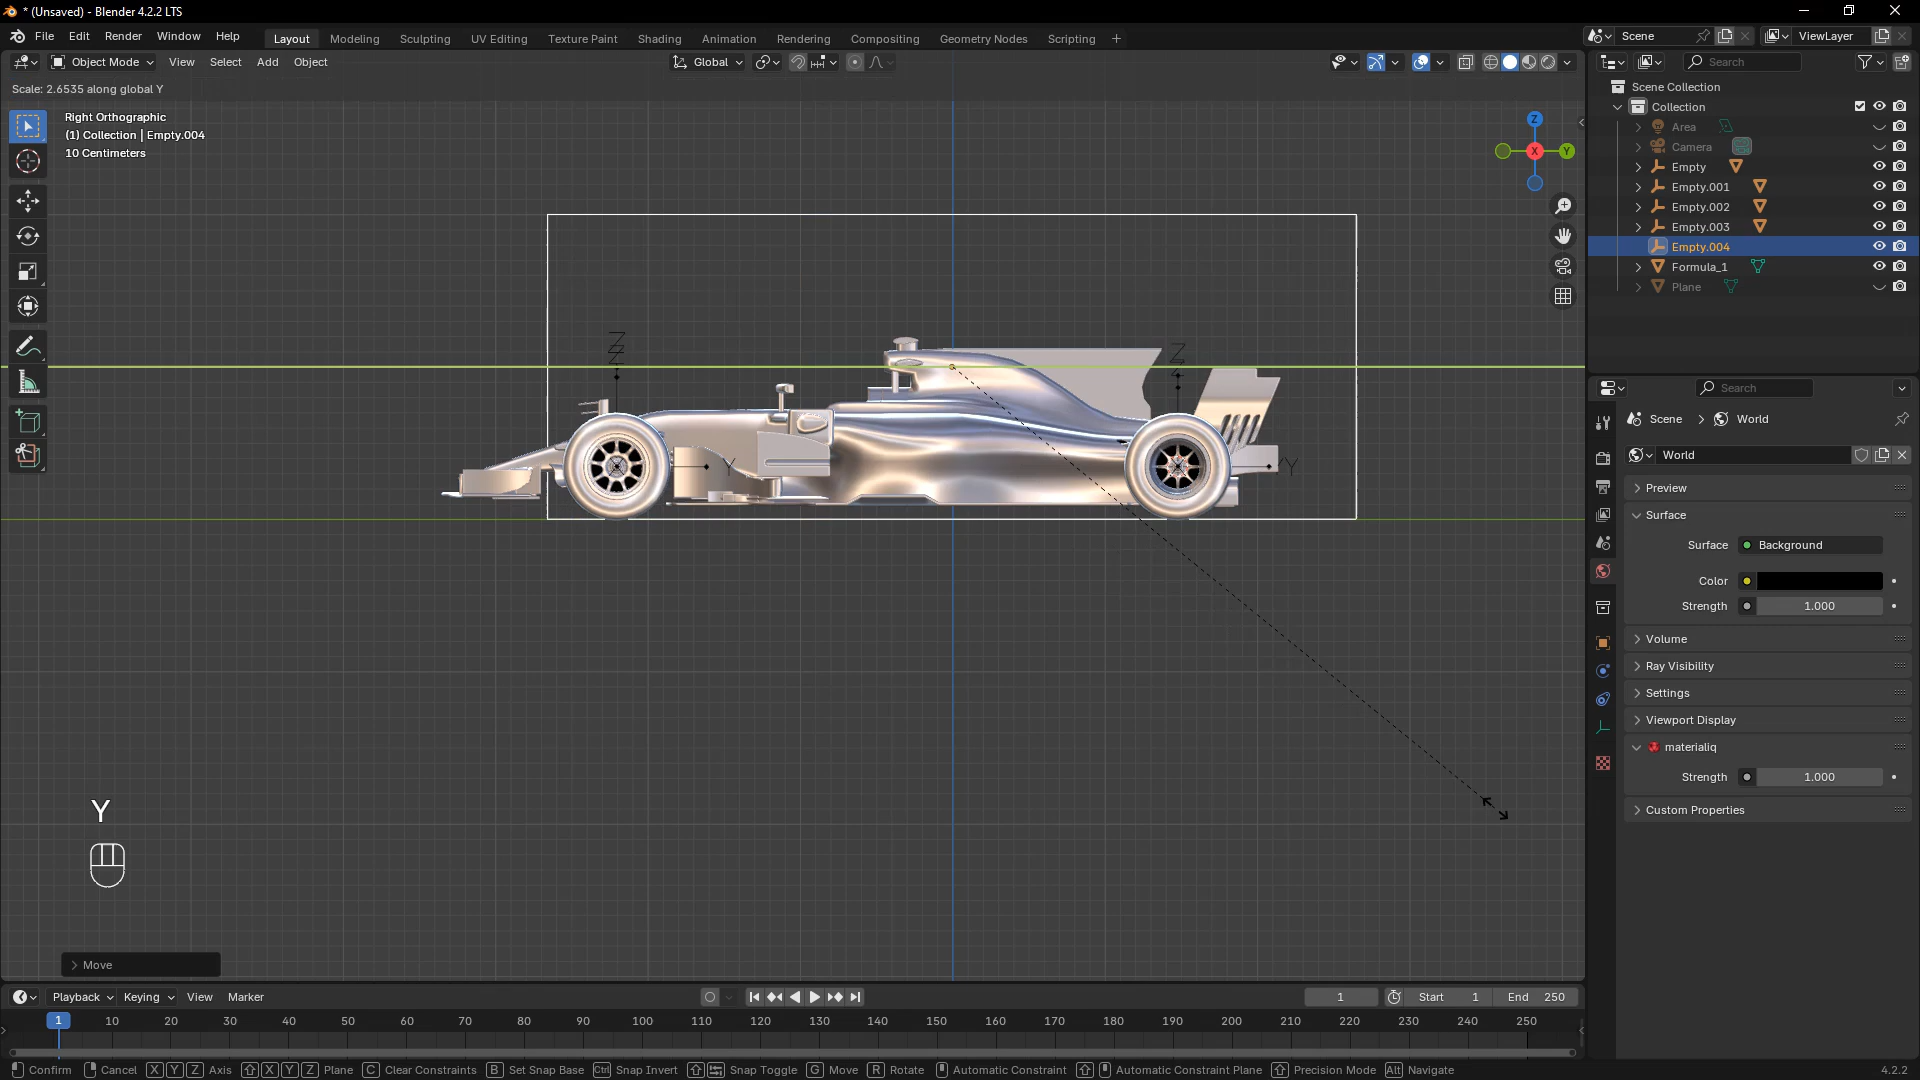 * (Unsaved) - Blender 4.2.2 LTS
File Edit Render Window Help Layout Modeling Sculpting UV Editing Texture Paint Shading Animation Rendering Compositing Geometry Nodes Scripting + Scene ViewLayer
Object Mode View Select Add Object Global Search
Scale: 2.6535 along global Y
Right Orthographic
(1) Collection | Empty.004
10 Centimeters
Z
X
Y
Scene Collection
Collection
Area
Camera
Empty
Empty.001
Empty.002
Empty.003
Empty.004
Formula_1
Plane
Z
Z
Z
Y
Y
Search
Scene > World
World
Preview
Surface
Surface Background
Color
Strength 1.000
Volume
Ray Visibility
Settings
Viewport Display
materialiq
Strength 1.000
Custom Properties
Y
> Move
Playback Keying View Marker 1 Start 1 End 250
1 10 20 30 40 50 60 70 80 90 100 110 120 130 140 150 160 170 180 190 200 210 220 230 240 250
Confirm Cancel X Y Z Axis X Y Z Plane C Clear Constraints B Set Snap Base Ctrl Snap Invert Snap Toggle G Move R Rotate Automatic Constraint Automatic Constraint Plane Precision Mode Alt Navigate 4.2.2